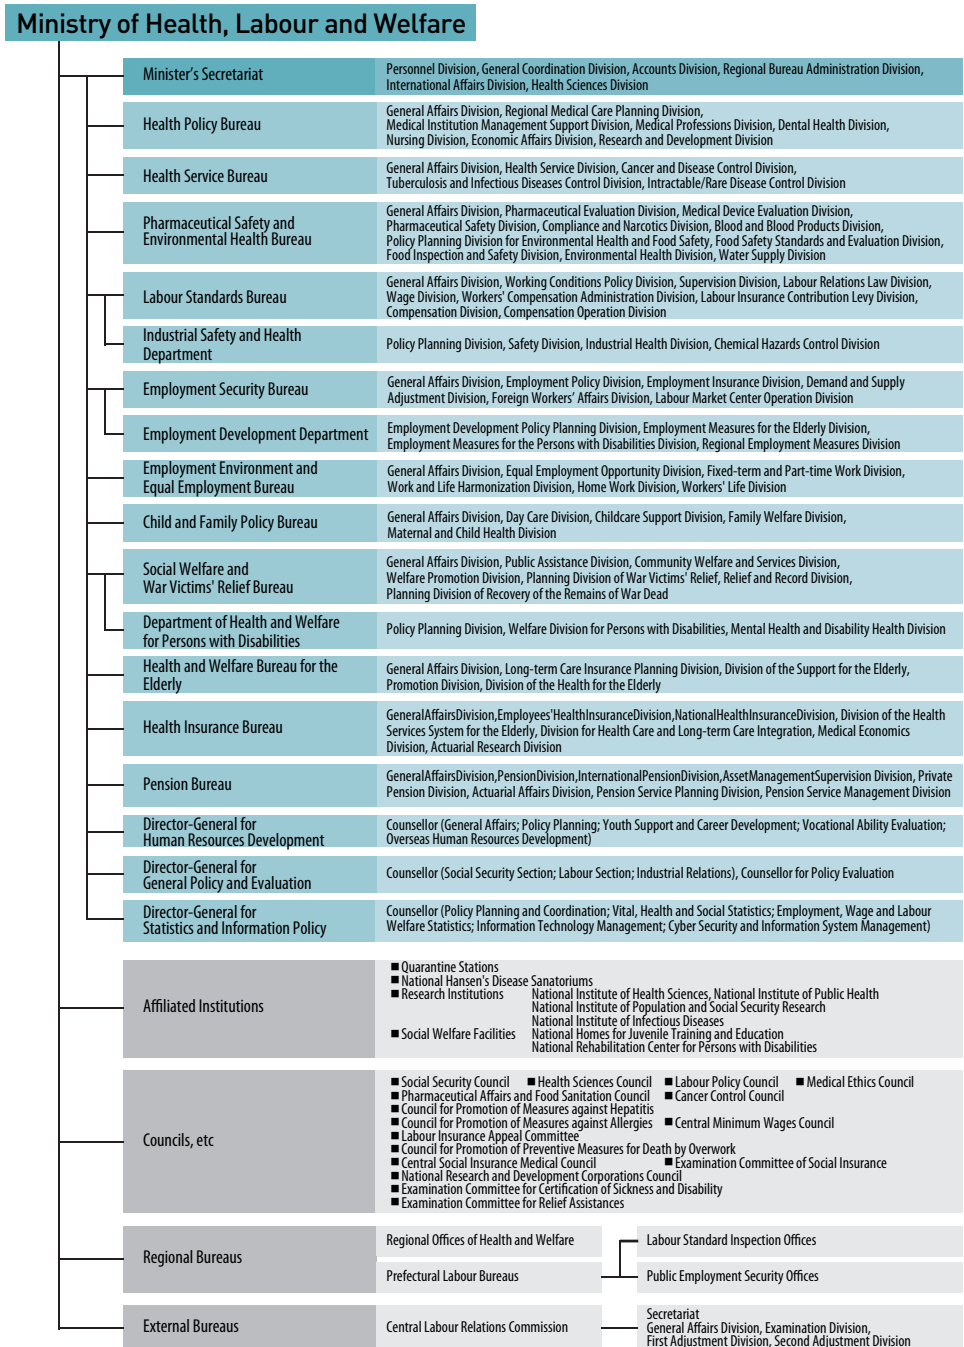 Ministry of Health, Labour and Welfare
Minister's Secretariat
Personnel Division, General Coordination Division, Accounts Division, Regional Bureau Administration Division,
International Affairs Division, Health Sciences Division
Health Policy Bureau
General Affairs Division, Regional Medical Care Planning Division,
Medical Institution Management Support Division, Medical Professions Division, Dental Health Division,
Nursing Division, Economic Affairs Division, Research and Development Division
Health Service Bureau
General Affairs Division, Health Service Division, Cancer and Disease Control Division,
Tuberculosis and Infectious Diseases Control Division, Intractable/Rare Disease Control Division
Pharmaceutical Safety and
Environmental Health Bureau
General Affairs Division, Pharmaceutical Evaluation Division, Medical Device Evaluation Division,
Pharmaceutical Safety Division, Compliance and Narcotics Division, Blood and Blood Products Division,
Policy Planning Division for Environmental Health and Food Safety, Food Safety Standards and Evaluation Division,
Food Inspection and Safety Division, Environmental Health Division, Water Supply Division
Labour Standards Bureau
General Affairs Division, Working Conditions Policy Division, Supervision Division, Labour Relations Law Division,
Wage Division, Workers' Compensation Administration Division, Labour Insurance Contribution Levy Division,
Compensation Division, Compensation Operation Division
Industrial Safety and Health
Department
Policy Planning Division, Safety Division, Industrial Health Division, Chemical Hazards Control Division
Employment Security Bureau
General Affairs Division, Employment Policy Division, Employment Insurance Division, Demand and Supply
Adjustment Division, Foreign Workers' Affairs Division, Labour Market Center Operation Division
Employment Development Department
Employment Development Policy Planning Division, Employment Measures for the Elderly Division,
Employment Measures for the Persons with Disabilities Division, Regional Employment Measures Division
Employment Environment and
Equal Employment Bureau
General Affairs Division, Equal Employment Opportunity Division, Fixed-term and Part-time Work Division,
Work and Life Harmonization Division, Home Work Division, Workers' Life Division
Child and Family Policy Bureau
General Affairs Division, Day Care Division, Childcare Support Division, Family Welfare Division,
Maternal and Child Health Division
Social Welfare and
War Victims' Relief Bureau
General Affairs Division, Public Assistance Division, Community Welfare and Services Division,
Welfare Promotion Division, Planning Division of War Victims' Relief, Relief and Record Division,
Planning Division of Recovery of the Remains of War Dead
Department of Health and Welfare
for Persons with Disabilities
Policy Planning Division, Welfare Division for Persons with Disabilities, Mental Health and Disability Health Division
Health and Welfare Bureau for the
Elderly
General Affairs Division, Long-term Care Insurance Planning Division, Division of the Support for the Elderly,
Promotion Division, Division of the Health for the Elderly
Health Insurance Bureau
GeneralAffairsDivision,Employees'HealthInsuranceDivision,NationalHealthInsuranceDivision, Division of the Health
Services System for the Elderly, Division for Health Care and Long-term Care Integration, Medical Economics
Division, Actuarial Research Division
Pension Bureau
GeneralAffairsDivision,PensionDivision,InternationalPensionDivision,AssetManagementSupervision Division, Private
Pension Division, Actuarial Affairs Division, Pension Service Planning Division, Pension Service Management Division
Director-General for
Human Resources Development
Counsellor (General Affairs; Policy Planning; Youth Support and Career Development; Vocational Ability Evaluation;
Overseas Human Resources Development)
Director-General for
General Policy and Evaluation
Counsellor (Social Security Section; Labour Section; Industrial Relations), Counsellor for Policy Evaluation
Director-General for
Statistics and Information Policy
Counsellor (Policy Planning and Coordination; Vital, Health and Social Statistics; Employment, Wage and Labour
Welfare Statistics; Information Technology Management; Cyber Security and Information System Management)
Affiliated Institutions
■ Quarantine Stations
■ National Hansen's Disease Sanatoriums
■ Research Institutions National Institute of Health Sciences, National Institute of Public Health
National Institute of Population and Social Security Research
National Institute of Infectious Diseases
■ Social Welfare Facilities National Homes for Juvenile Training and Education
National Rehabilitation Center for Persons with Disabilities
Councils, etc
■ Social Security Council ■ Health Sciences Council ■ Labour Policy Council ■ Medical Ethics Council
■ Pharmaceutical Affairs and Food Sanitation Council ■ Cancer Control Council
■ Council for Promotion of Measures against Hepatitis
■ Council for Promotion of Measures against Allergies ■ Central Minimum Wages Council
■ Labour Insurance Appeal Committee
■ Council for Promotion of Preventive Measures for Death by Overwork
■ Central Social Insurance Medical Council ■ Examination Committee of Social Insurance
■ National Research and Development Corporations Council
■ Examination Committee for Certification of Sickness and Disability
■ Examination Committee for Relief Assistances
Regional Bureaus
Regional Offices of Health and Welfare
Labour Standard Inspection Offices
Prefectural Labour Bureaus
Public Employment Security Offices
External Bureaus
Central Labour Relations Commission
Secretariat
General Affairs Division, Examination Division,
First Adjustment Division, Second Adjustment Division